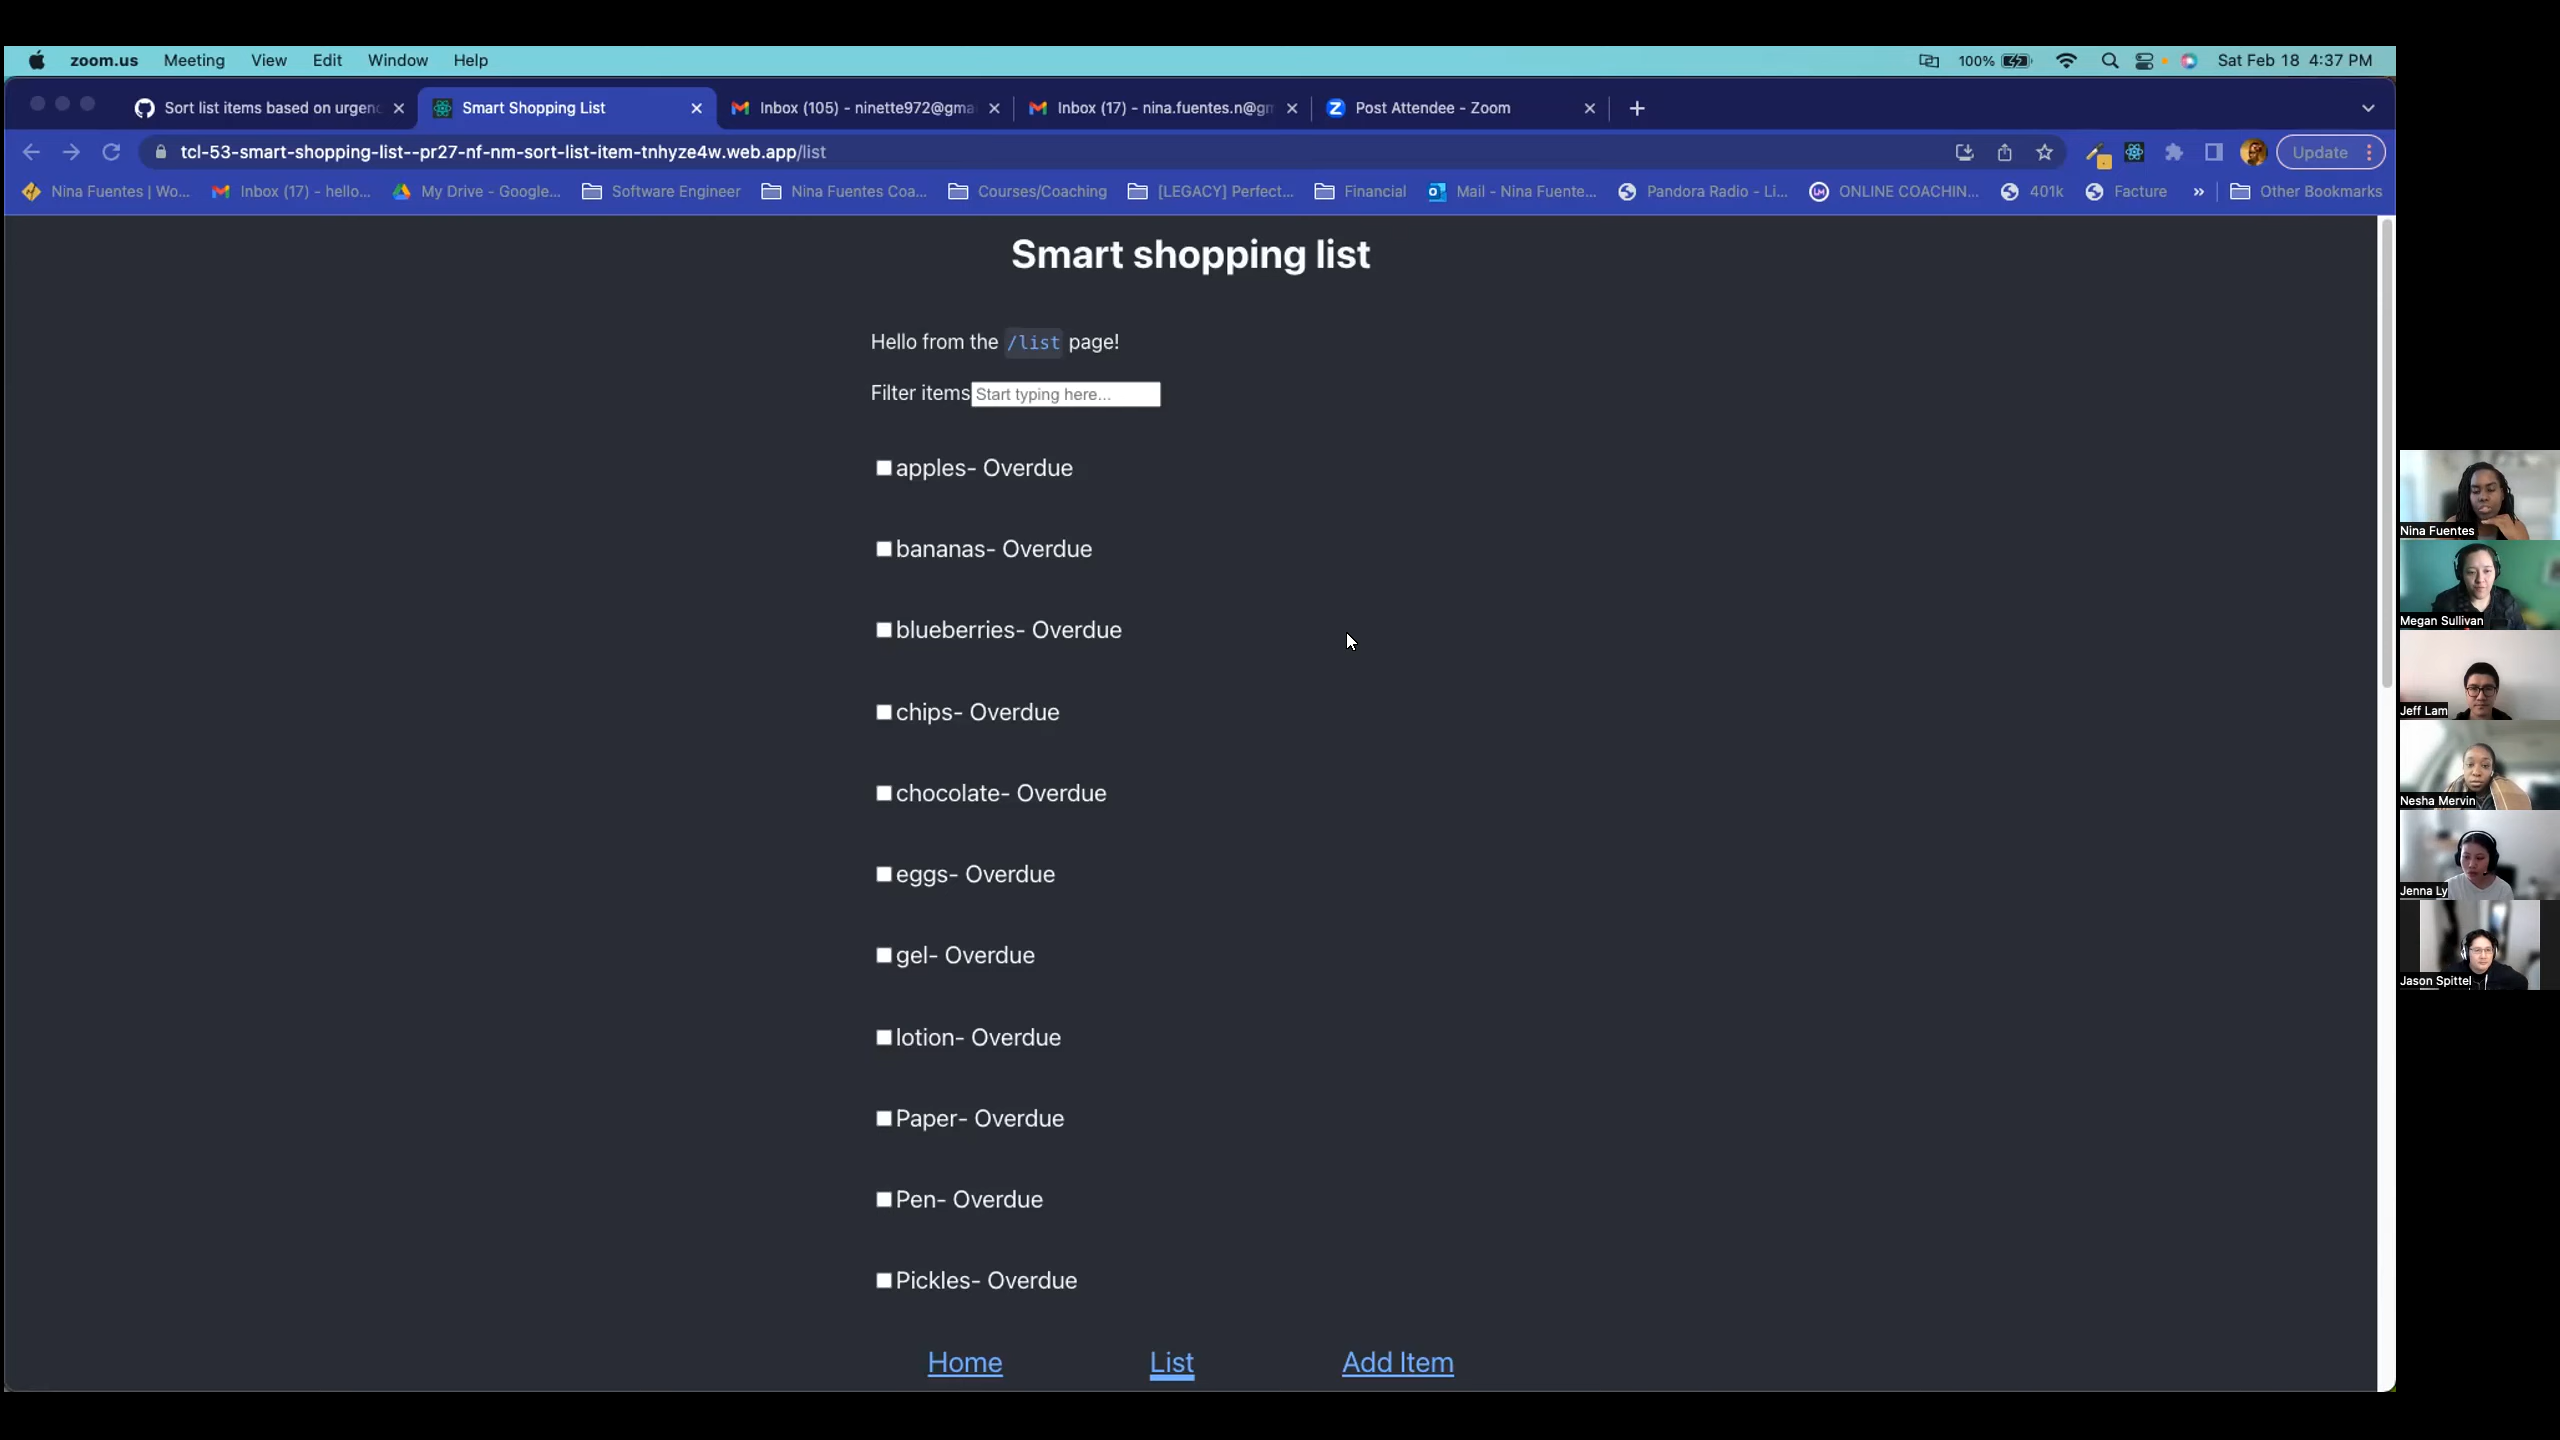 zoom.us Meeting View Edit Window Help 100% Sat Feb 18 4:37 PM
Sort list items based on urgen Smart Shopping List Inbox (105) - ninette972@gma Inbox (17) - nina.fuentes.n@gm Post Attendee - Zoom
tcl-53-smart-shopping-list--pr27-nf-nm-sort-list-item-tnhyze4w.web.app/list Update
Nina Fuentes | Wo... Inbox (17) - hello... My Drive - Google... Software Engineer Nina Fuentes Coa... Courses/Coaching [LEGACY] Perfect... Financial Mail - Nina Fuente... Pandora Radio - Li... ONLINE COACHIN... 401k Facture » Other Bookmarks
Smart shopping list
Hello from the /list page!
Filter items Start typing here...
apples- Overdue
bananas- Overdue
blueberries- Overdue
chips- Overdue
chocolate- Overdue
eggs- Overdue
gel- Overdue
lotion- Overdue
Paper- Overdue
Pen- Overdue
Pickles- Overdue
Home List Add Item
Nina Fuentes
Megan Sullivan
Jeff Lam
Nesha Mervin
Jenna Ly
Jason Spittel